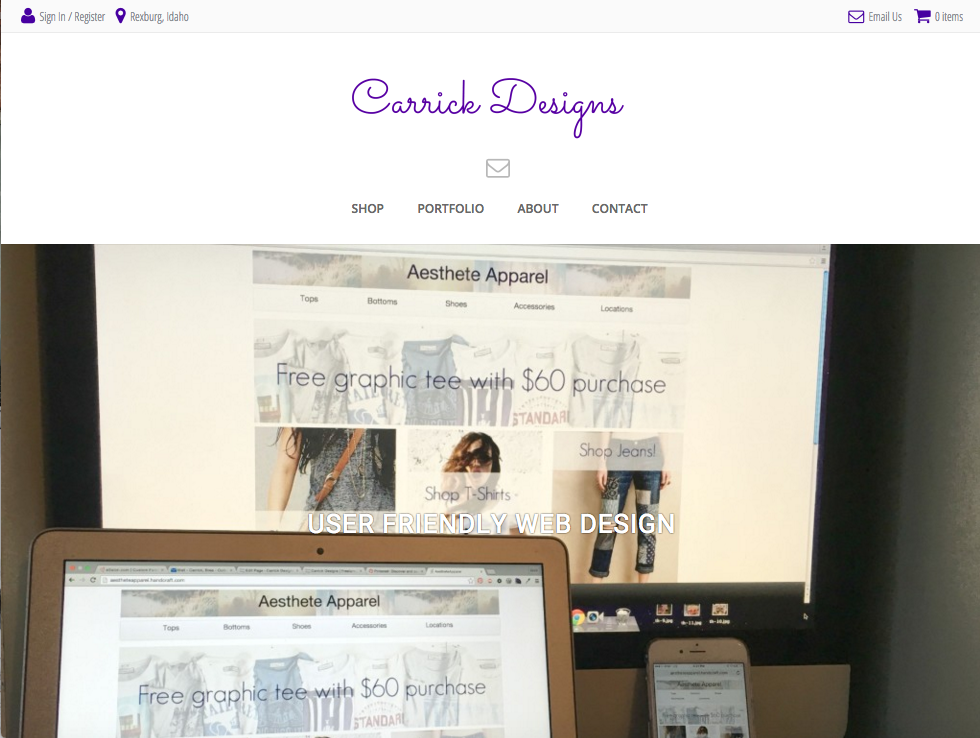 Sign In / Register Rexburg, Idaho Email Us 0 items
Carrick Designs
SHOP PORTFOLIO ABOUT CONTACT
Aesthete Apparel
Tops Bottoms Shoes Accessories Locations
Free graphic tee with $60 purchase
STANDARD
Shop Jeans!
Shop T-Shirts
USER FRIENDLY WEB DESIGN
aestheteapparel.handcraft.com
Aesthete Apparel
Tops Bottoms Shoes Accessories Locations
Free graphic tee with $60 purchase
STANDARD
Aesthete Apparel